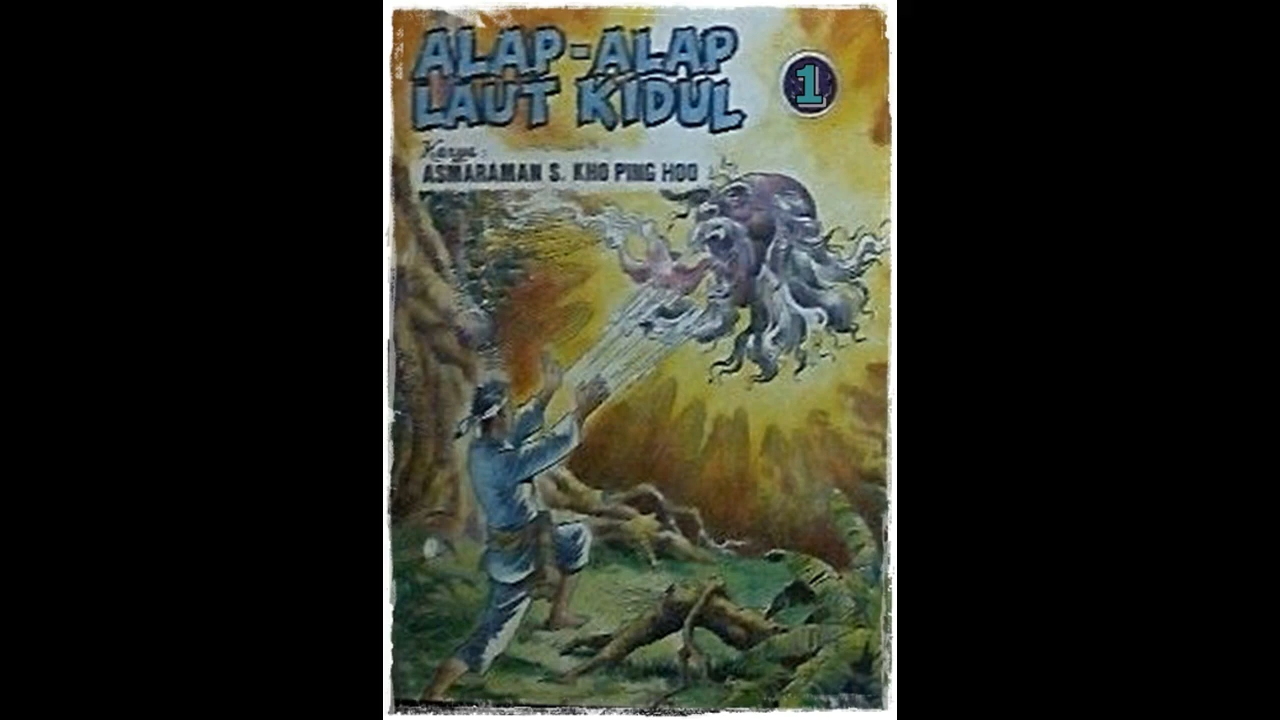 ALAP-ALAP
LAUT KIDUL
1
Karya :
ASMARAMAN S. KHO PING HOO